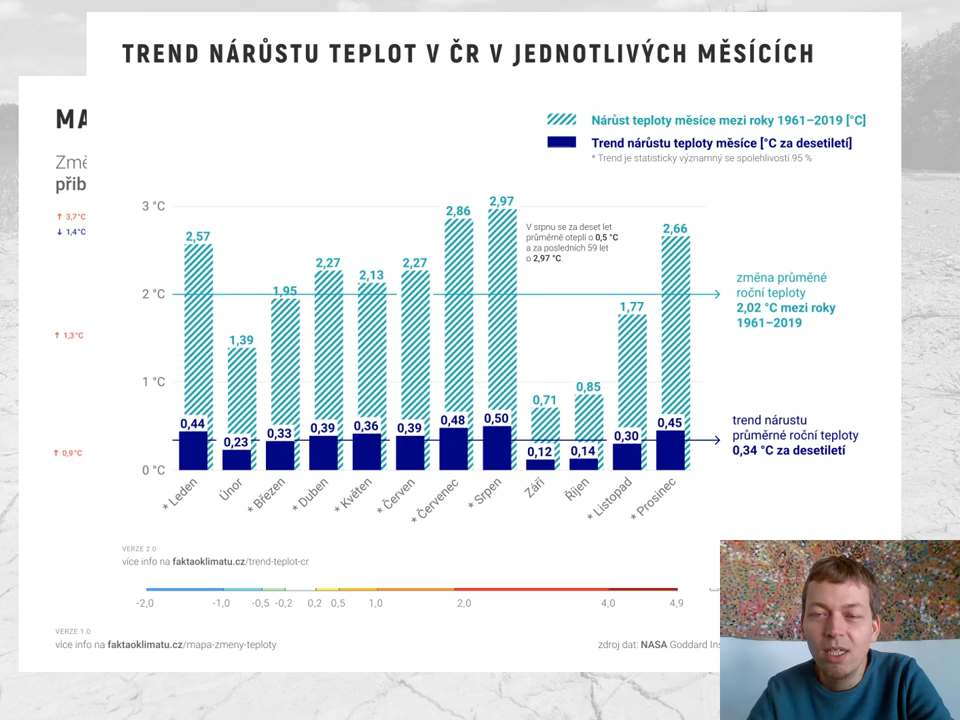 TREND NÁRŮSTU TEPLOT V ČR V JEDNOTLIVÝCH MĚSÍCÍCH
Nárůst teploty měsíce mezi roky 1961–2019 [°C]
Trend nárůstu teploty měsíce [°C za desetiletí]
* Trend je statisticky významný se spolehlivostí 95 %
MA
Změ
přib
↑ 3,7°C
↓ 1,4°C
↑ 1,3°C
↑ 0,9°C
3 °C
2 °C
1 °C
0 °C
2,57
1,39
1,95
2,27
2,13
2,27
2,86
2,97
0,71
0,85
1,77
2,66
V srpnu se za deset let
průměrně oteplí o 0,5 °C
a za posledních 59 let
o 2,97 °C.
změna průměné
roční teploty
2,02 °C mezi roky
1961–2019
0,44
0,23
0,33
0,39
0,36
0,39
0,48
0,50
0,12
0,14
0,30
0,45
trend nárustu
průměrné roční teploty
0,34 °C za desetiletí
* Leden
Únor
* Březen
* Duben
* Květen
* Červen
* Červenec
* Srpen
Září
Říjen
* Listopad
* Prosinec
VERZE 2.0
více info na faktaoklimatu.cz/trend-teplot-cr
-2,0
-1,0
-0,5
-0,2
0,2
0,5
1,0
2,0
4,0
4,9
VERZE 1.0
více info na faktaoklimatu.cz/mapa-zmeny-teploty
zdroj dat: NASA Goddard Ins